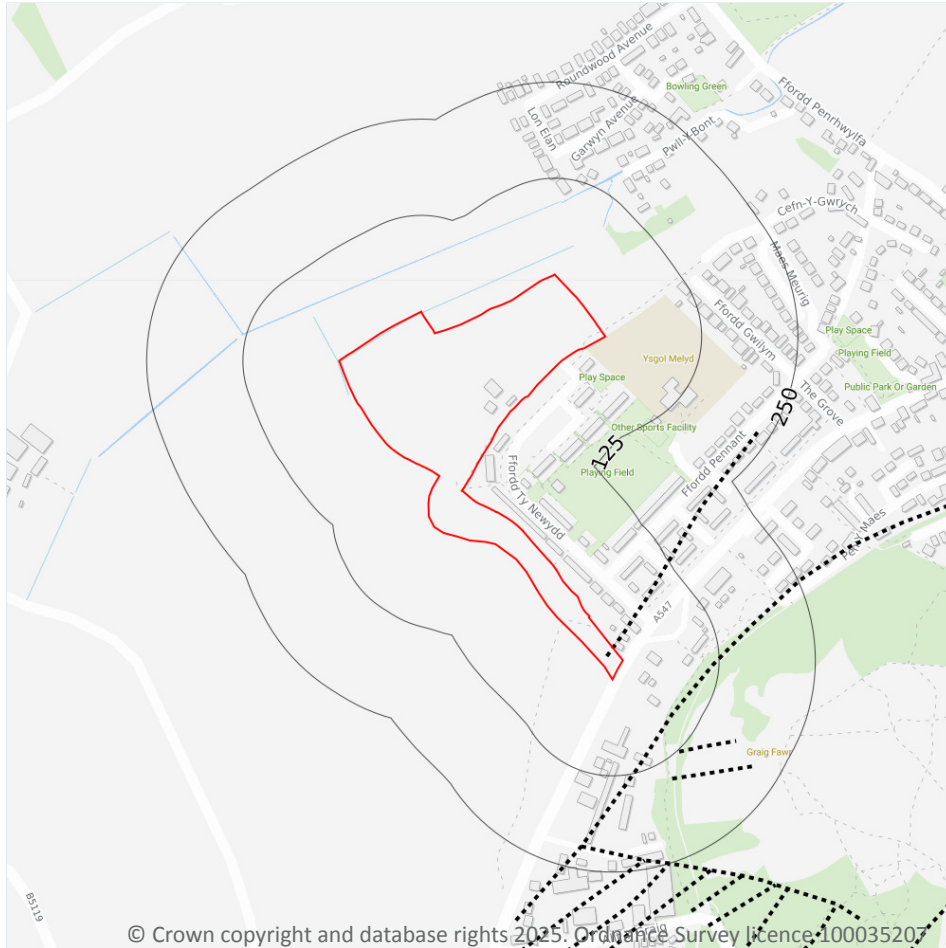 Roundwood Avenue
Bowling Green
Ffordd Penrhwylfa
Lon Elan
Garwyn Avenue
Pwll-Y-Bont
Cefn-Y-Gwrych
Maes Meurig
Ffordd Gwilym
Play Space
Playing Field
Ysgol Melyd
Play Space
The Grove
Public Park Or Garden
250
Other Sports Facility
125
Playing Field
Ffordd Pennant
Ffordd Ty Newydd
Pen Y Maes
A547
Graig Fawr
B5119
© Crown copyright and database rights 2025. Ordnance Survey licence 100035207